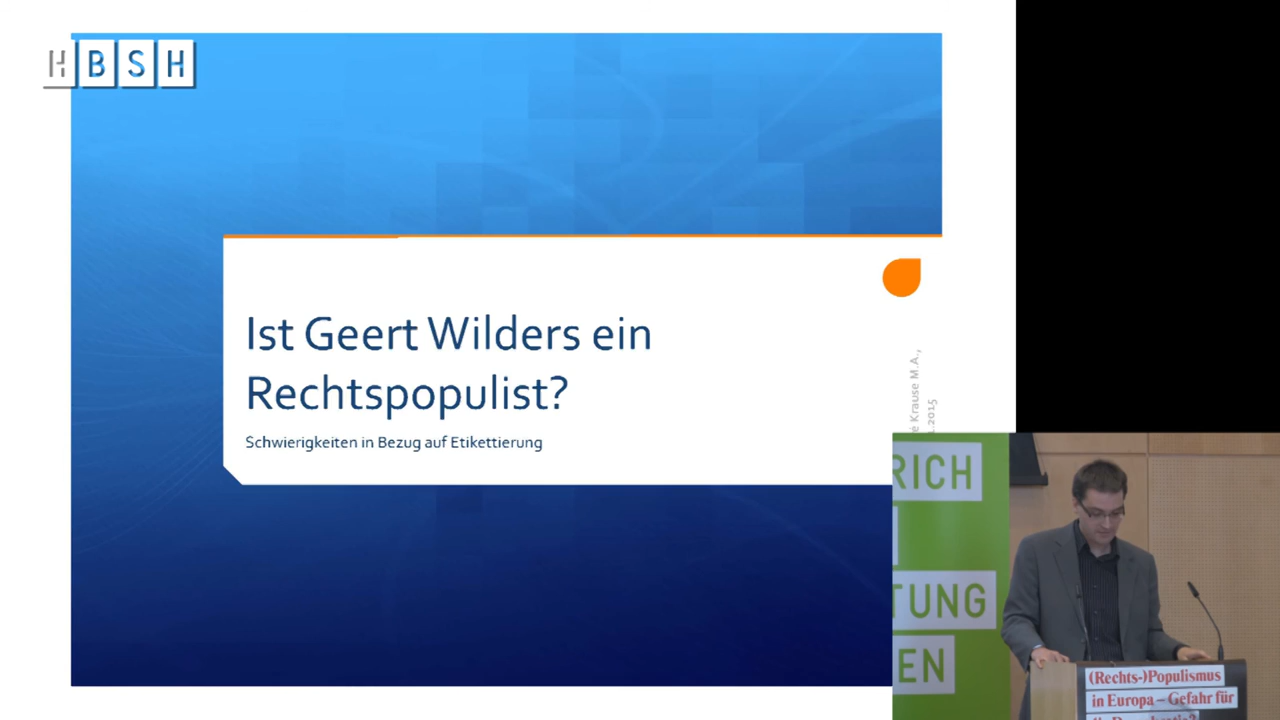 HBSH
Ist Geert Wilders ein
Rechtspopulist?
Schwierigkeiten in Bezug auf Etikettierung
Krause M.A.,
.2015
RICH
TUNG
EN
(Rechts-)Populismus
in Europa – Gefahr für